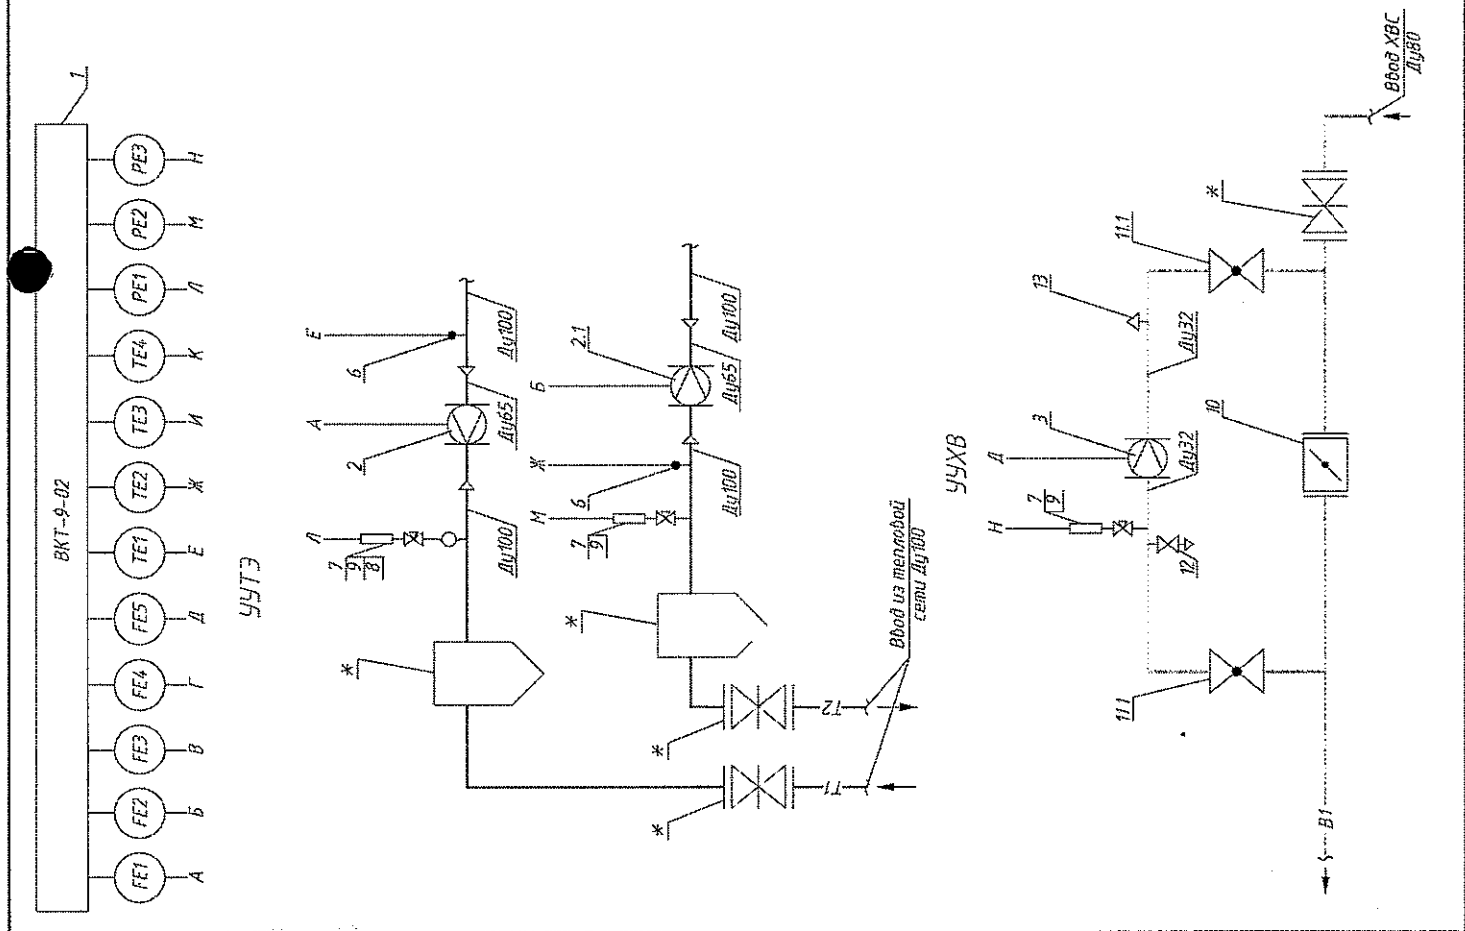 ВКТ-9-02
1
FE1
FE2
FE3
FE4
FE5
TE1
TE2
TE3
TE4
PE1
PE2
PE3
А
Б
В
Г
Д
Е
Ж
И
К
Л
М
Н
УУТЭ
Л
А
Е
7
9
8
2
6
*
Ду100
Ду65
Ду100
М
Ж
Б
7
9
6
2.1
*
Ду100
Ду65
Ду100
*
*
Т1
Т2
Ввод из тепловой
сети Ду100
УУХВ
Н
Д
7
9
3
13
11.1
11.1
12
Ду32
Ду32
10
*
Ввод ХВС
Ду80
В1